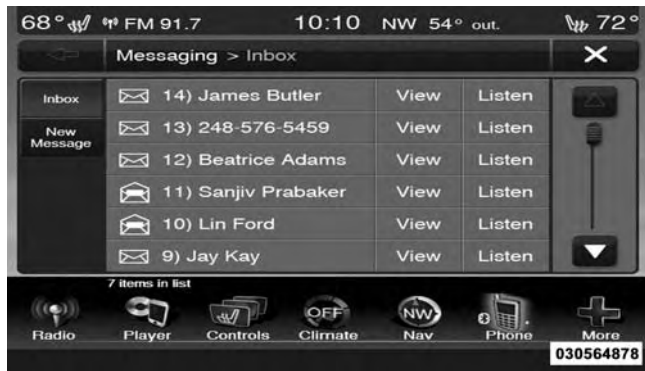 68° FM 91.7 10:10 NW 54° out. 72°
Messaging > Inbox
Inbox
New
Message
14) James Butler View Listen
13) 248-576-5459 View Listen
12) Beatrice Adams View Listen
11) Sanjiv Prabaker View Listen
10) Lin Ford View Listen
9) Jay Kay View Listen
7 items in list
OFF NW
Radio Player Controls Climate Nav Phone More
030564878